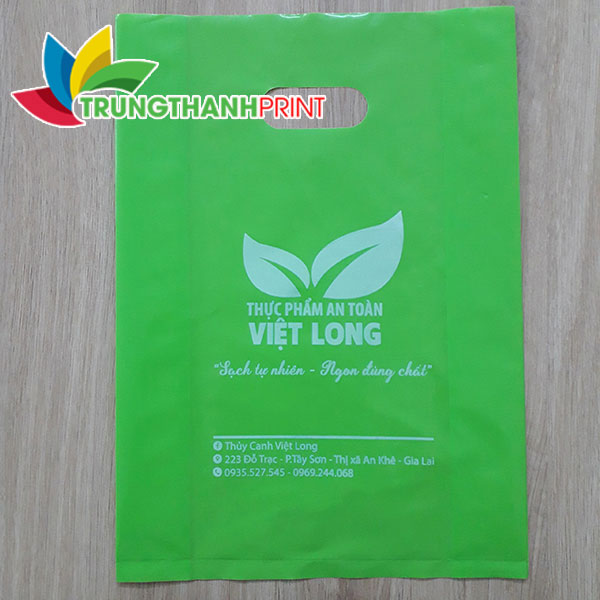 TRUNGTHANHPRINT
THỰC PHẨM AN TOÀN
VIỆT LONG
"Sạch tự nhiên - Ngon đúng chất"
Thủy Canh Việt Long
223 Đỗ Trạc - P.Tây Sơn - Thị xã An Khê - Gia Lai
0935.527.545 - 0969.244.068